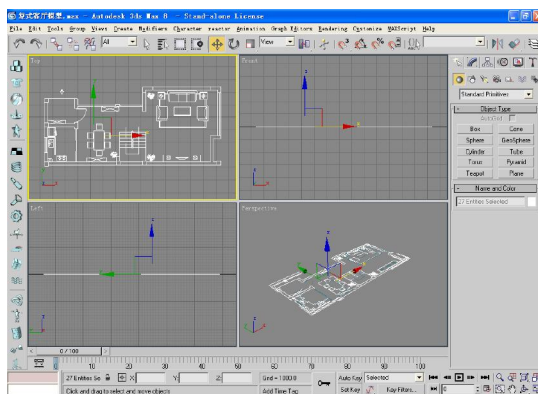 复式客厅模型.max - Autodesk 3ds Max 8 - Stand-alone License
File Edit Tools Group Views Create Modifiers Character reactor Animation Graph Editors Rendering Customize MAXScript Help
All View
Top Front
Standard Primitives
- Object Type
AutoGrid
Box Cone
Sphere GeoSphere
Cylinder Tube
Torus Pyramid
Teapot Plane
- Name and Color
27 Entities Selected
Left Perspective
0 / 100
0 10 20 30 40 50 60 70 80 90 100
27 Entities Se X: Y: Z: Grid = 1000.0 Auto Key Selected
Click and drag to select and move objects Add Time Tag Set Key Key Filters... 0